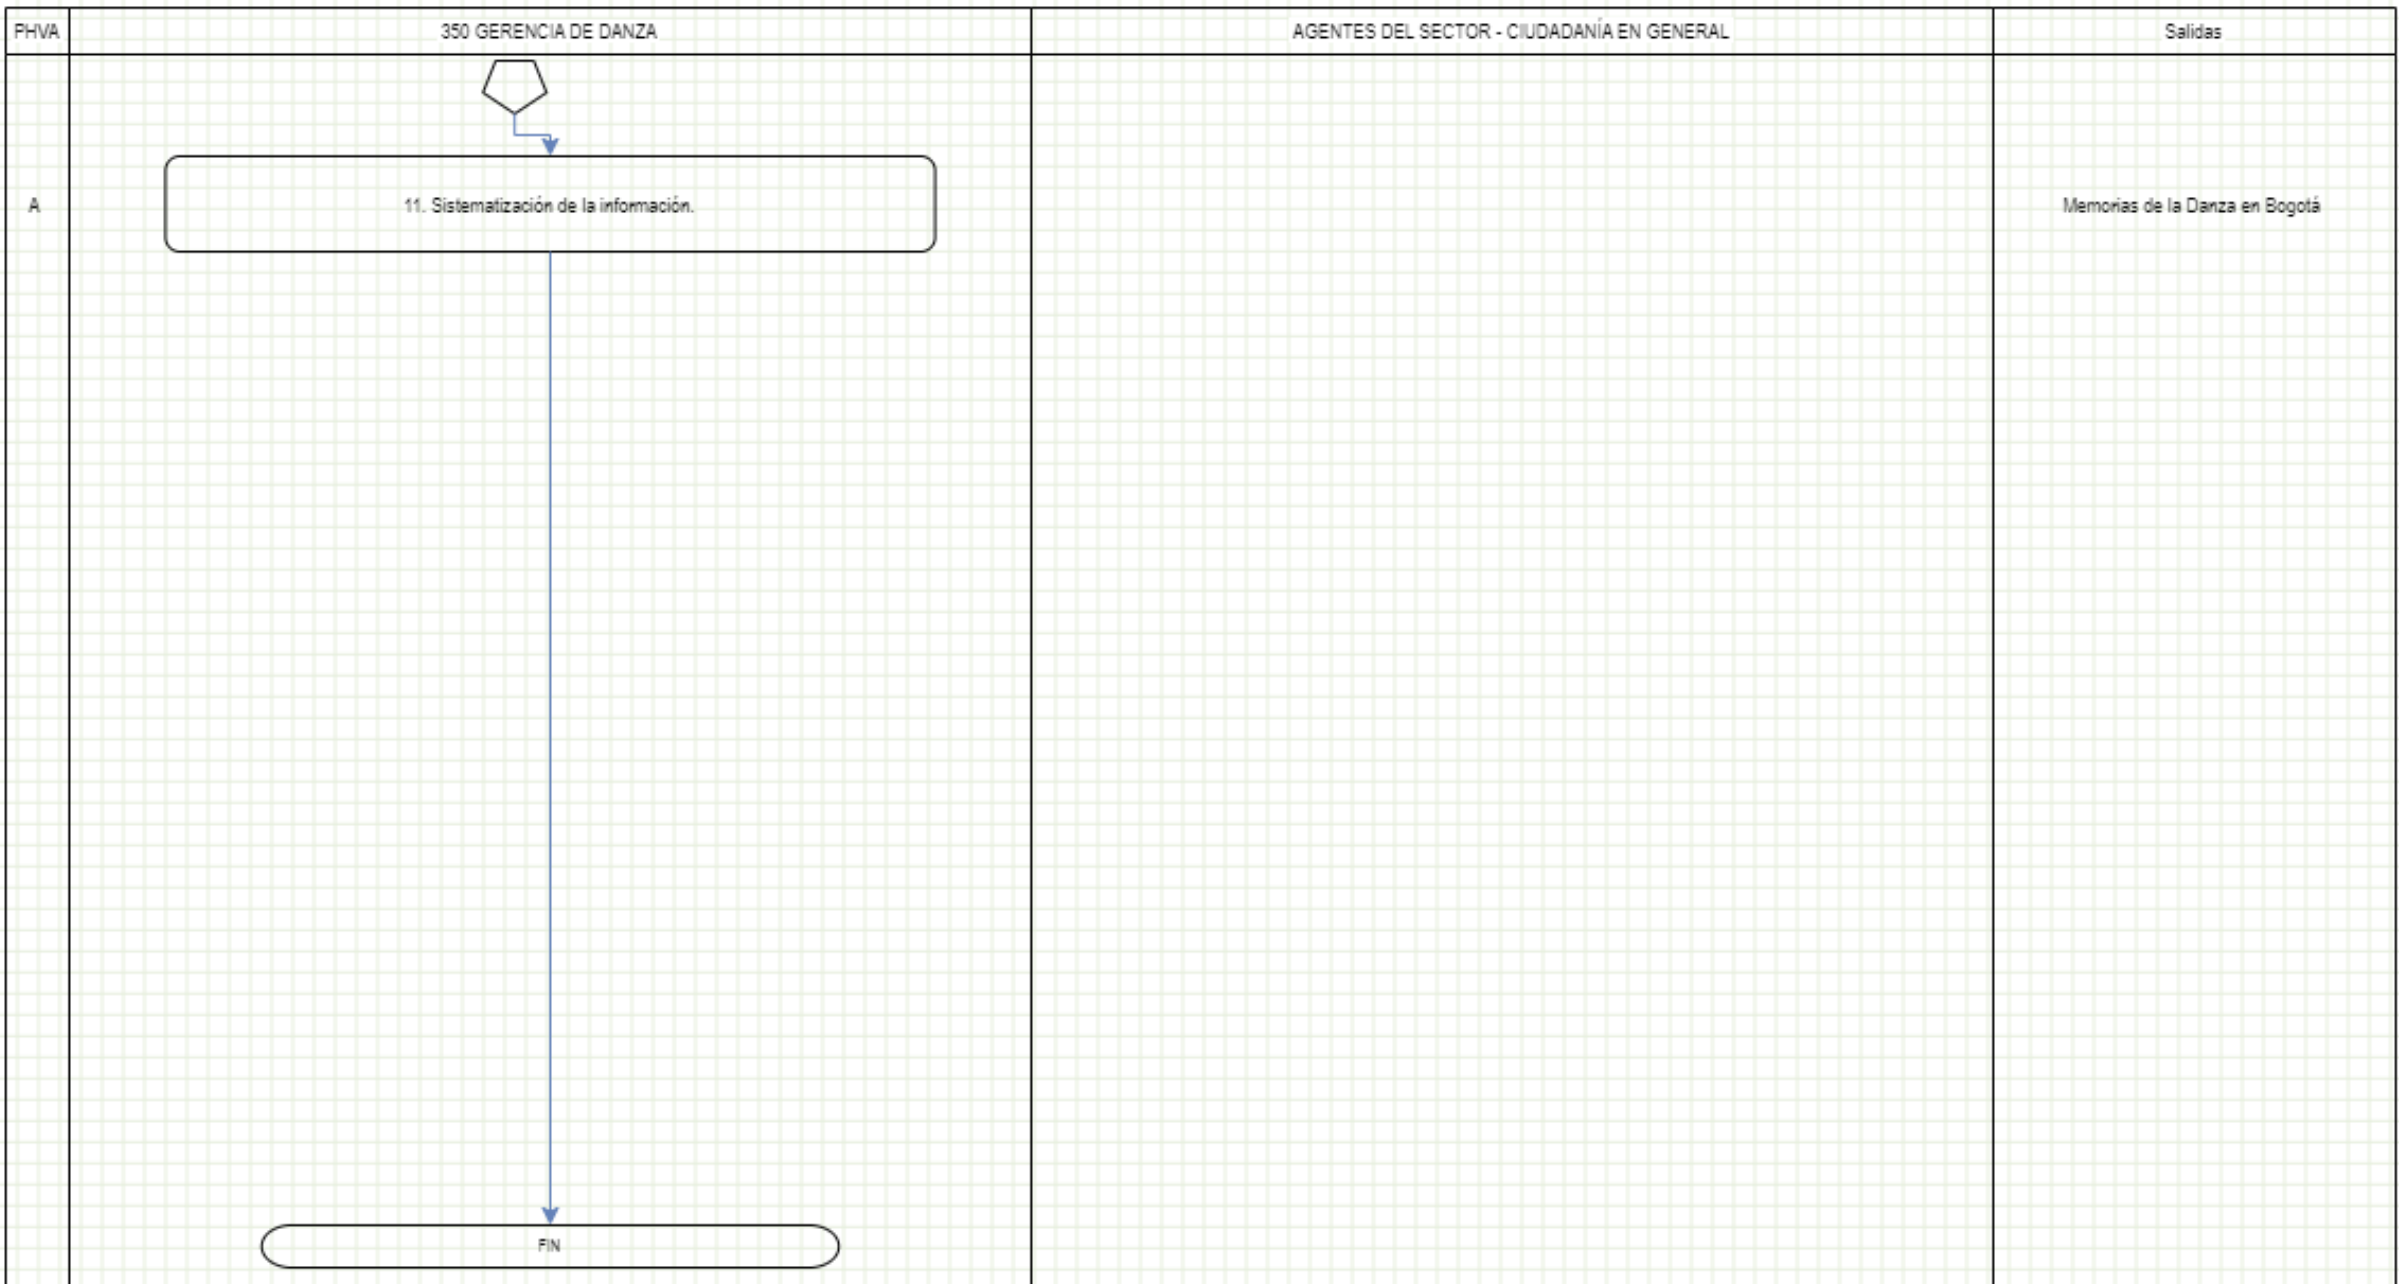 PHVA
350 GERENCIA DE DANZA
AGENTES DEL SECTOR - CIUDADANÍA EN GENERAL
Salidas
A
11. Sistematización de la información.
Memorias de la Danza en Bogotá
FIN